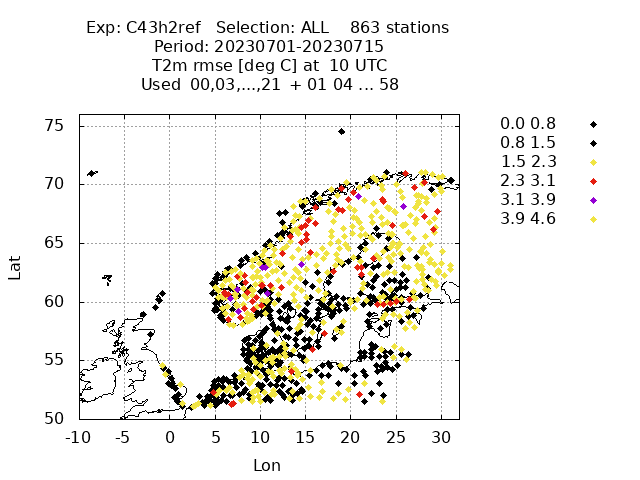 Exp: C43h2ref   Selection: ALL    863 stations
Period: 20230701-20230715
T2m rmse [deg C] at  10 UTC
Used  00,03,...,21  + 01 04 ... 58
75
70
65
60
55
50
Lat
-10 -5 0 5 10 15 20 25 30
Lon
0.0 0.8
0.8 1.5
1.5 2.3
2.3 3.1
3.1 3.9
3.9 4.6